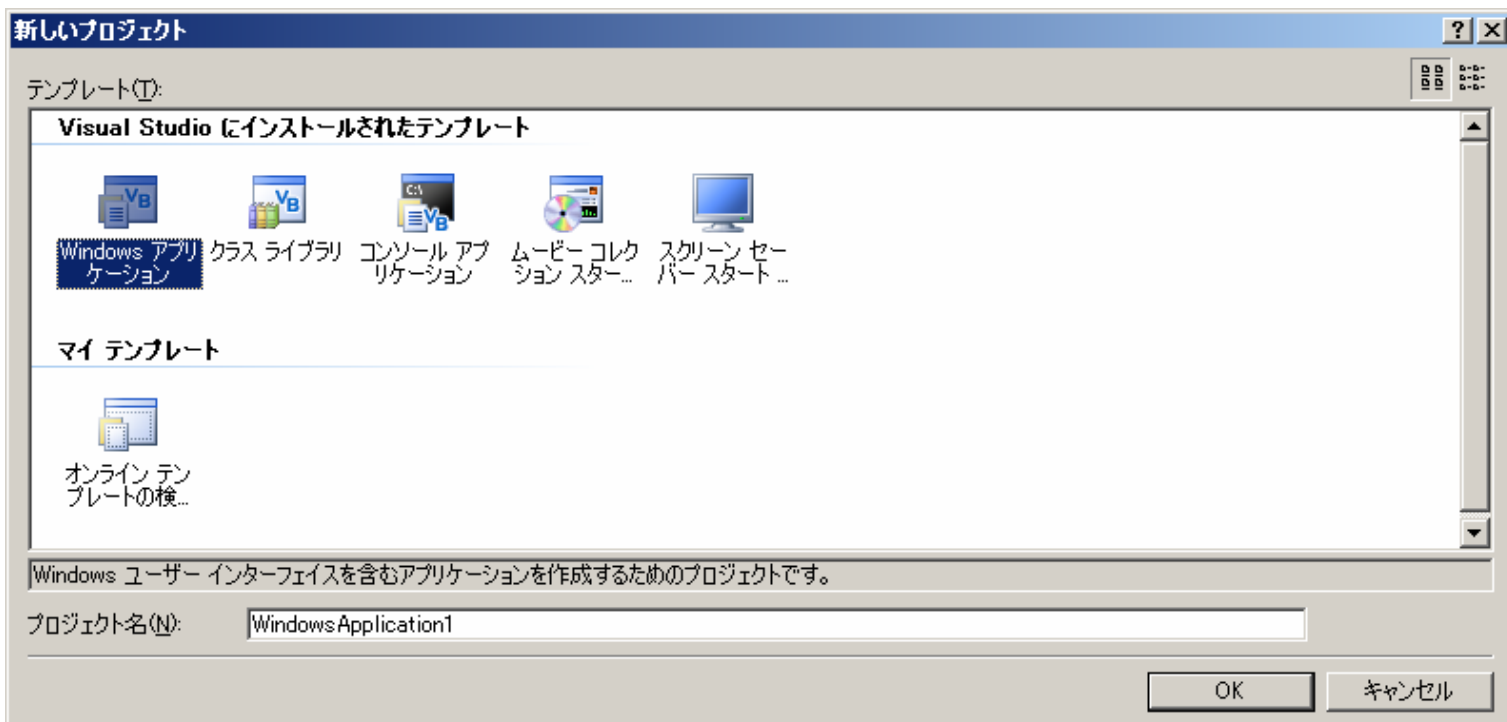 新しいプロジェクト
テンプレート(T):
Visual Studio にインストールされたテンプレート
Windows アプリ
ケーション
クラス ライブラリ
コンソール アプ
リケーション
ムービー コレク
ション スター...
スクリーン セー
バー スタート ...
マイ テンプレート
オンライン テン
プレートの検...
Windows ユーザー インターフェイスを含むアプリケーションを作成するためのプロジェクトです。
プロジェクト名(N):
WindowsApplication1
OK
キャンセル